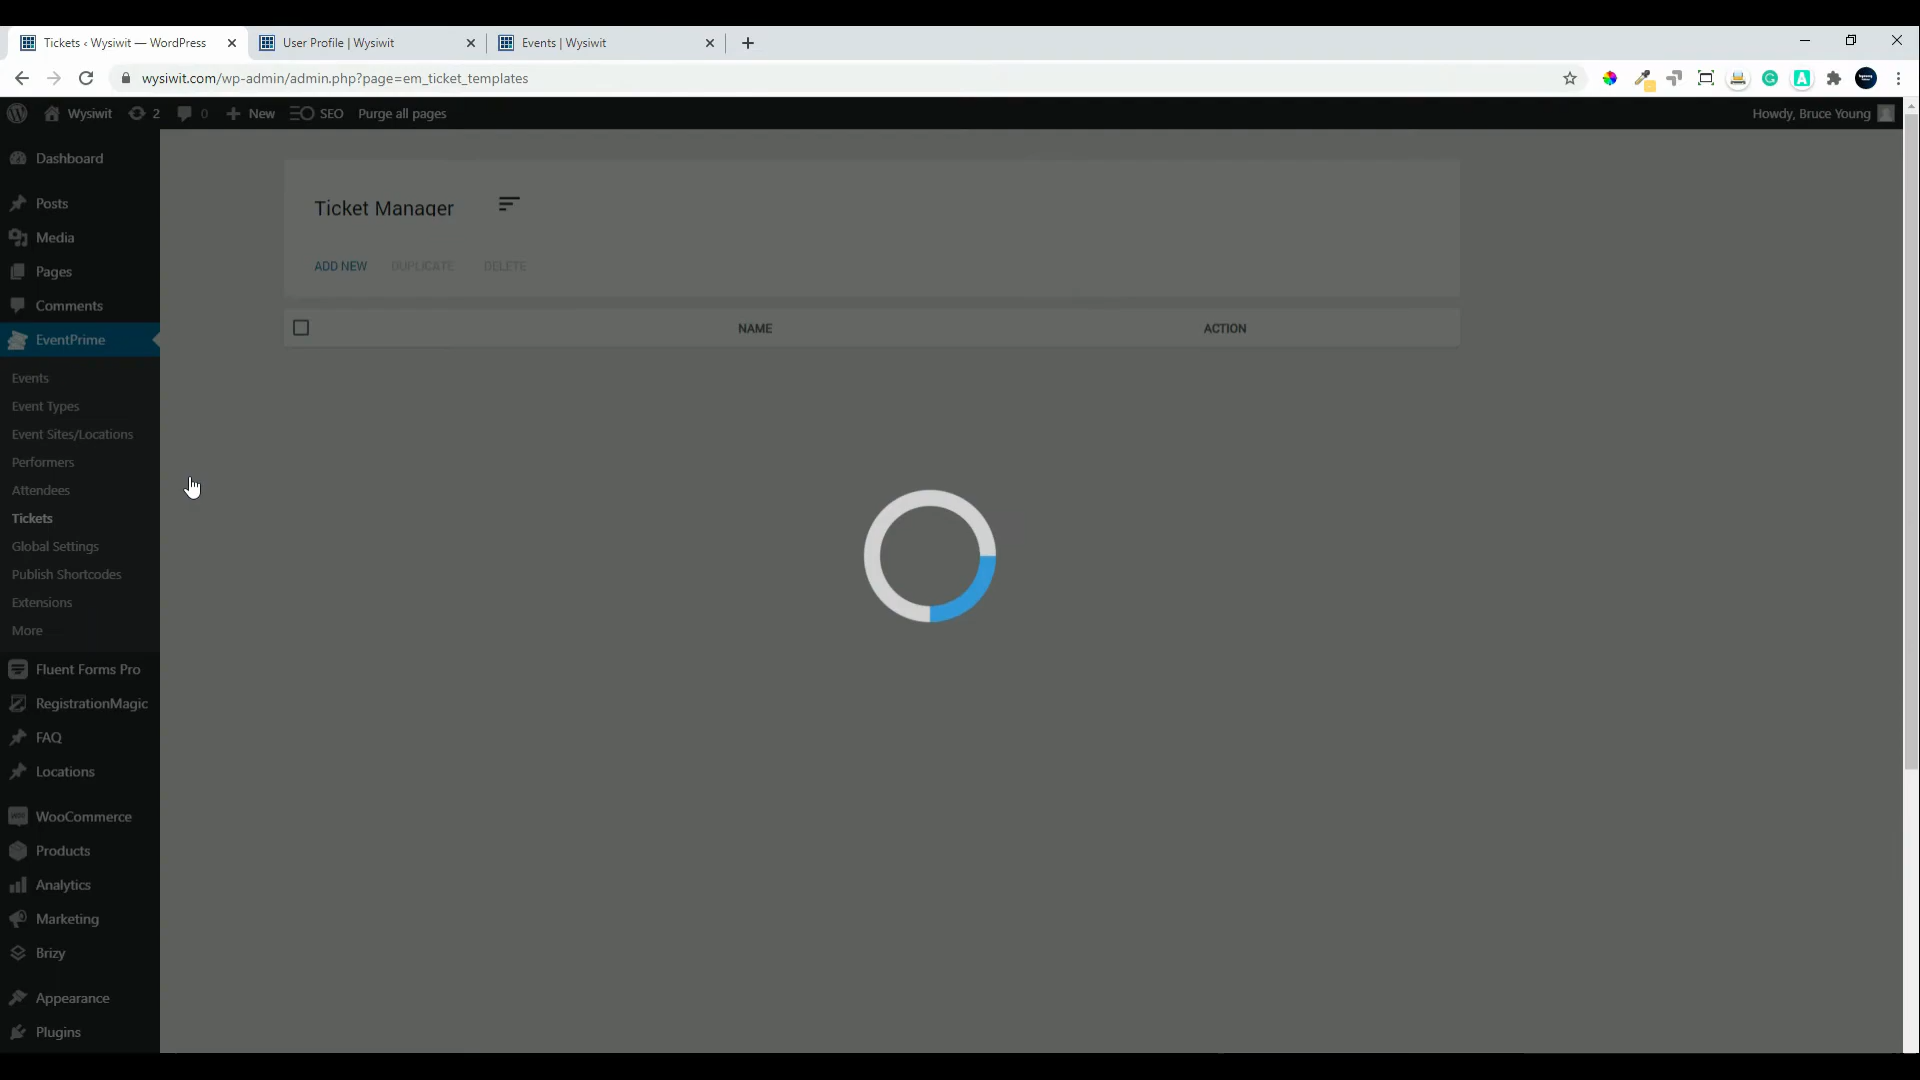 Tickets ‹ Wysiwit — WordPress
User Profile | Wysiwit
Events | Wysiwit
wysiwit.com/wp-admin/admin.php?page=em_ticket_templates
Wysiwit 2 0 New SEO Purge all pages
Howdy, Bruce Young
Dashboard
Posts
Media
Pages
Comments
EventPrime
Events
Event Types
Event Sites/Locations
Performers
Attendees
Tickets
Global Settings
Publish Shortcodes
Extensions
More
Fluent Forms Pro
RegistrationMagic
FAQ
Locations
WooCommerce
Products
Analytics
Marketing
Brizy
Appearance
Plugins
Ticket Manager
ADD NEW DUPLICATE DELETE
NAME ACTION